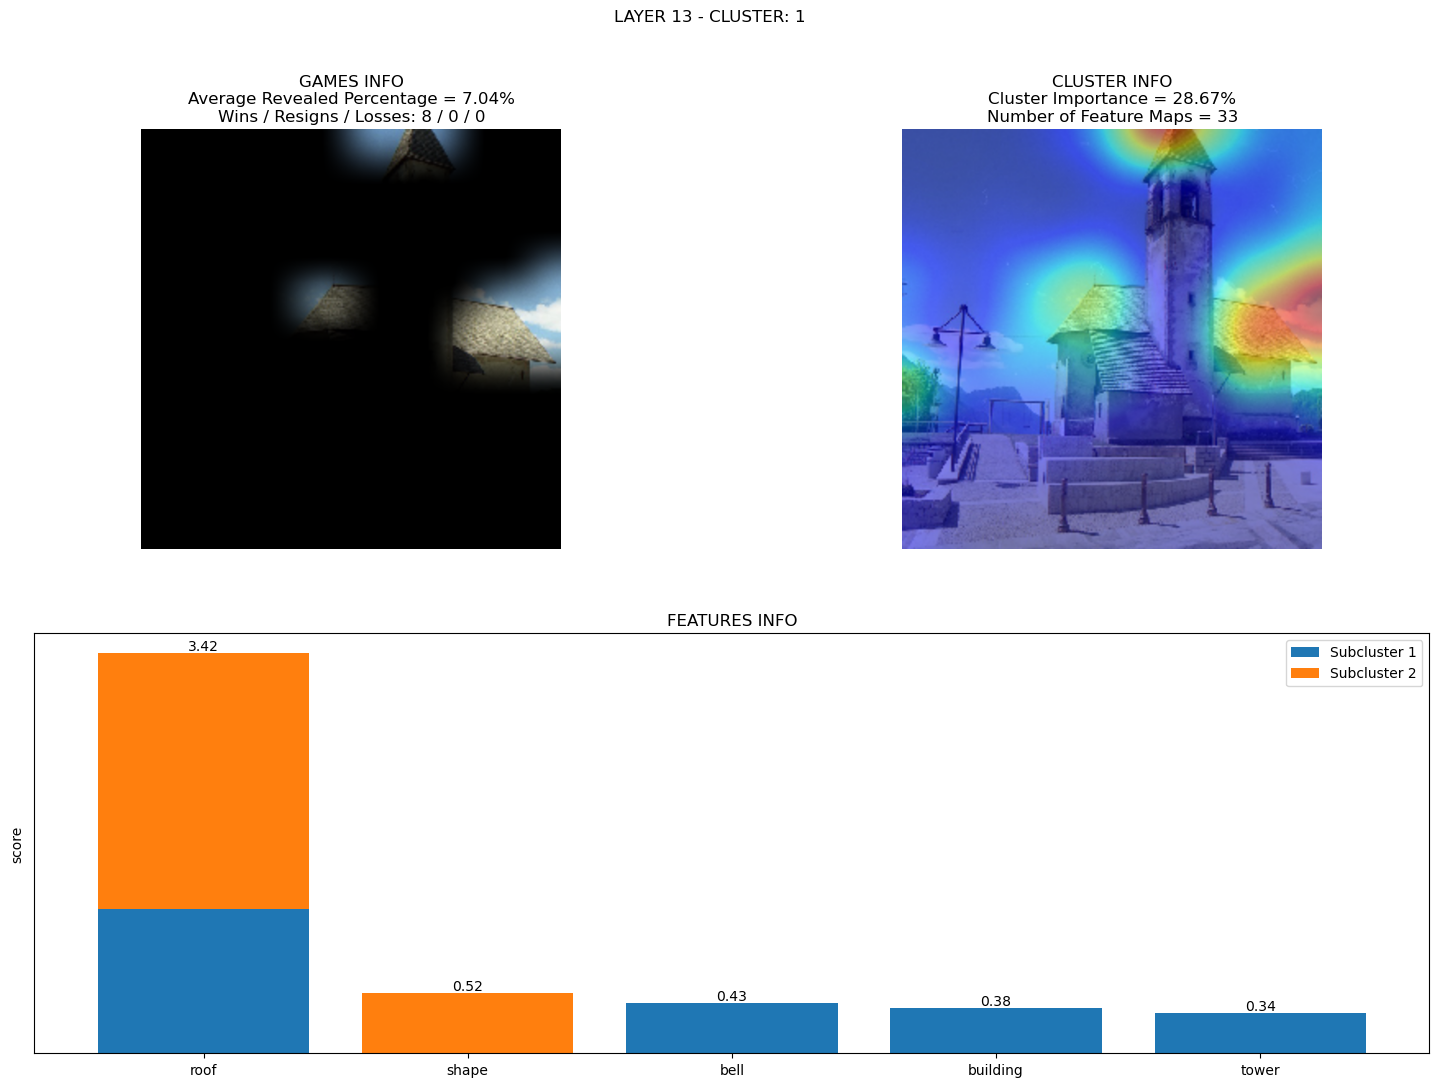 LAYER 13 - CLUSTER: 1
GAMES INFO
Average Revealed Percentage = 7.04%
Wins / Resigns / Losses: 8 / 0 / 0
CLUSTER INFO
Cluster Importance = 28.67%
Number of Feature Maps = 33
FEATURES INFO
3.42
Subcluster 1
Subcluster 2
score
0.52
0.43
0.38
0.34
roof
shape
bell
building
tower